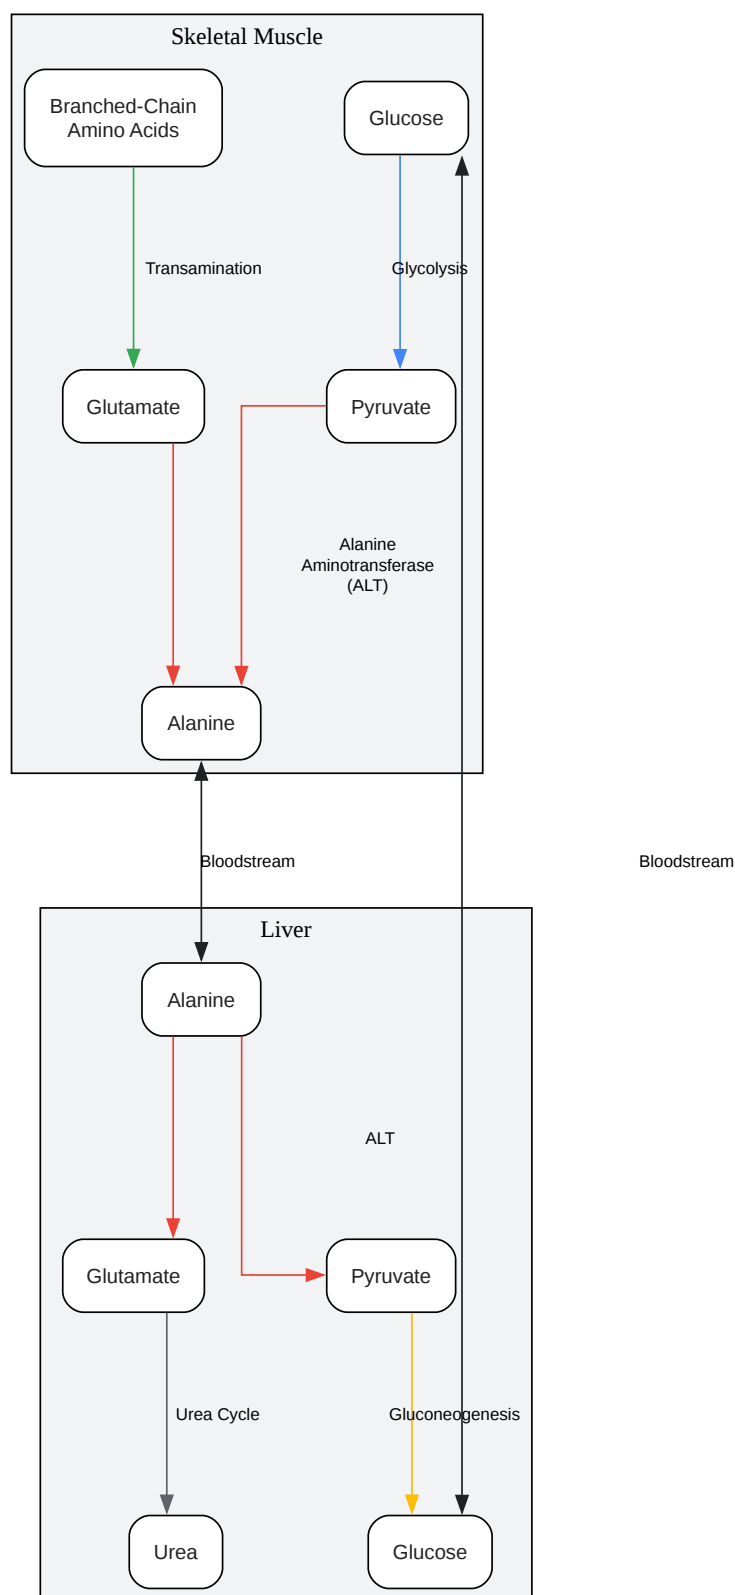 Skeletal Muscle
Branched-Chain
Amino Acids
Glucose
Transamination
Glycolysis
Glutamate
Pyruvate
Alanine
Aminotransferase
(ALT)
Alanine
Bloodstream
Bloodstream
Liver
Alanine
ALT
Glutamate
Pyruvate
Urea Cycle
Gluconeogenesis
Urea
Glucose